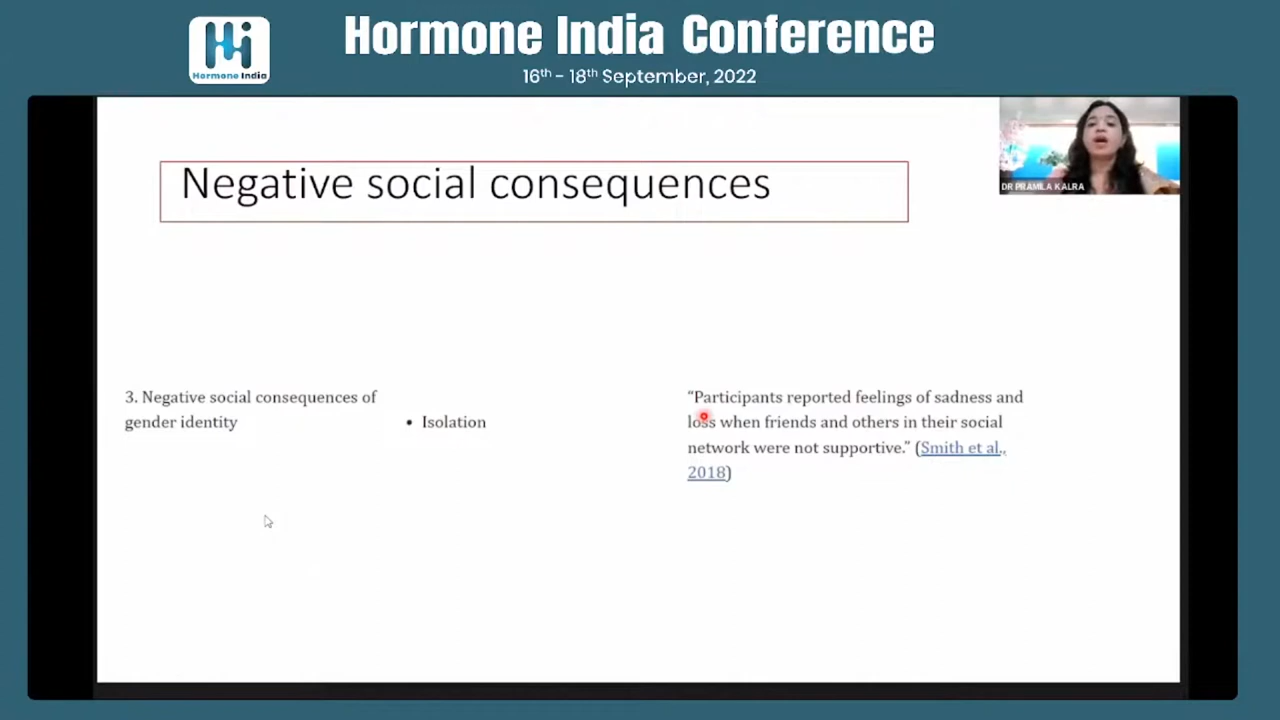 Hormone India Conference
Hormone India
16th - 18th September, 2022
DR PRAMILA KALRA
Negative social consequences
3. Negative social consequences of
gender identity
• Isolation
“Participants reported feelings of sadness and
loss when friends and others in their social
network were not supportive.” (Smith et al.,
2018)